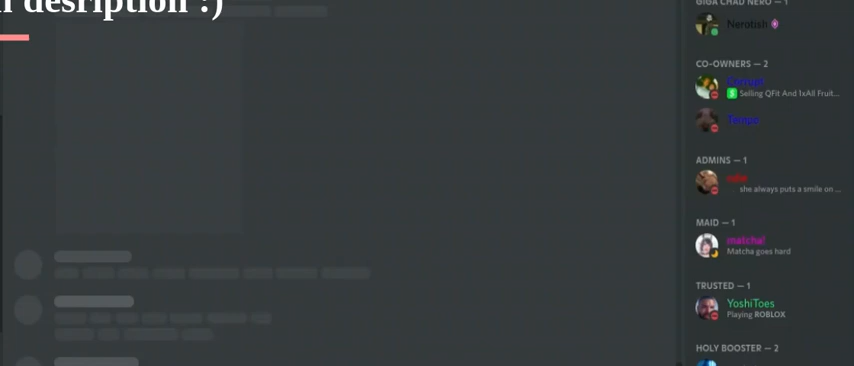 n desription :)
GIGA CHAD NERO — 1
Nerotish
CO-OWNERS — 2
$ Selling QFit And 1xAll Fruit...
Tempo
ADMINS — 1
she always puts a smile on ...
MAID — 1
matcha!
Matcha goes hard
TRUSTED — 1
YoshiToes
Playing ROBLOX
HOLY BOOSTER — 2